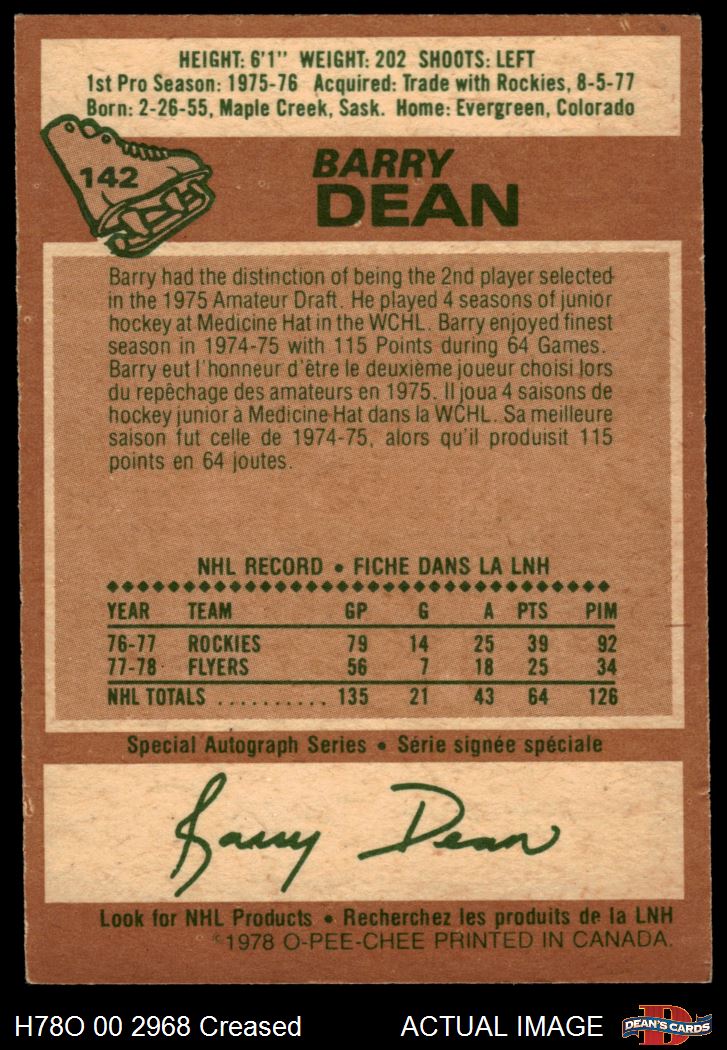 HEIGHT: 6'1" WEIGHT: 202 SHOOTS: LEFT
1st Pro Season: 1975-76 Acquired: Trade with Rockies, 8-5-77
Born: 2-26-55, Maple Creek, Sask. Home: Evergreen, Colorado
142
BARRY
DEAN
Barry had the distinction of being the 2nd player selected
in the 1975 Amateur Draft. He played 4 seasons of junior
hockey at Medicine Hat in the WCHL. Barry enjoyed finest
season in 1974-75 with 115 Points during 64 Games.
Barry eut l'honneur d'être le deuxième joueur choisi lors
du repêchage des amateurs en 1975. Il joua 4 saisons de
hockey junior à Medicine Hat dans la WCHL. Sa meilleure
saison fut celle de 1974-75, alors qu'il produisit 115
points en 64 joutes.
NHL RECORD • FICHE DANS LA LNH
YEAR TEAM GP G A PTS PIM
76-77 ROCKIES 79 14 25 39 92
77-78 FLYERS 56 7 18 25 34
NHL TOTALS .......... 135 21 43 64 126
Special Autograph Series • Série signée spéciale
Barry Dean
Look for NHL Products • Recherchez les produits de la LNH
©1978 O-PEE-CHEE PRINTED IN CANADA.
H78O 00 2968 Creased ACTUAL IMAGE
D
DEAN'S CARDS